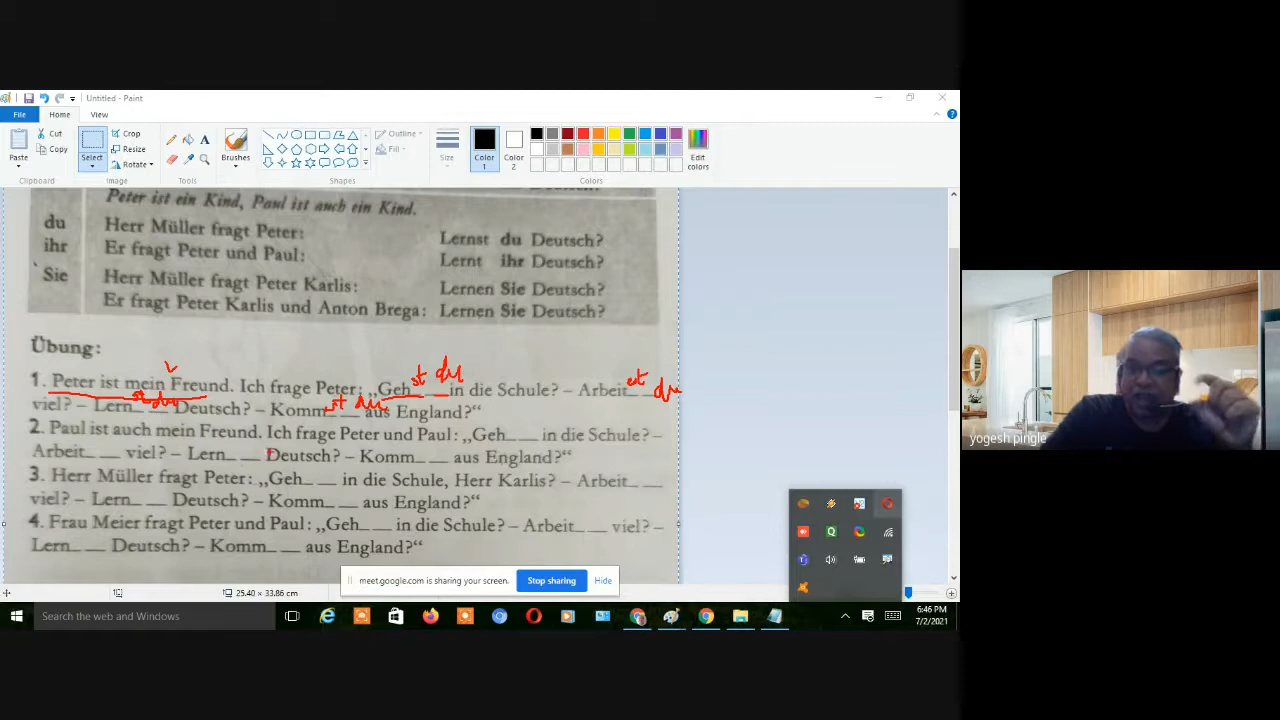 Untitled - Paint
File Home View
Cut
Copy
Paste
Clipboard
Crop
Resize
Rotate
Select
Image
Tools
Brushes
Shapes
Outline
Fill
Size
Color 1
Color 2
Edit colors
Colors
Deutsch?
Peter ist ein Kind, Paul ist auch ein Kind.
du Herr Müller fragt Peter: Lernst du Deutsch?
ihr Er fragt Peter und Paul: Lernt ihr Deutsch?
Sie Herr Müller fragt Peter Karlis: Lernen Sie Deutsch?
Er fragt Peter Karlis und Anton Brega: Lernen Sie Deutsch?
Übung:
st du est du
1. Peter ist mein Freund. Ich frage Peter: „Geh__ __ in die Schule? – Arbeit__ __
st du st du
viel? – Lern__ __ Deutsch? – Komm__ __ aus England?“
2. Paul ist auch mein Freund. Ich frage Peter und Paul: „Geh__ __ in die Schule? –
Arbeit__ __ viel? – Lern__ __ Deutsch? – Komm__ __ aus England?“
3. Herr Müller fragt Peter: „Geh__ __ in die Schule, Herr Karlis? – Arbeit__ __
viel? – Lern__ __ Deutsch? – Komm__ __ aus England?“
4. Frau Meier fragt Peter und Paul: „Geh__ __ in die Schule? – Arbeit__ __ viel? –
Lern__ __ Deutsch? – Komm__ __ aus England?“
yogesh pingle
meet.google.com is sharing your screen. Stop sharing Hide
25.40 × 33.86 cm
Search the web and Windows
6:46 PM
7/2/2021